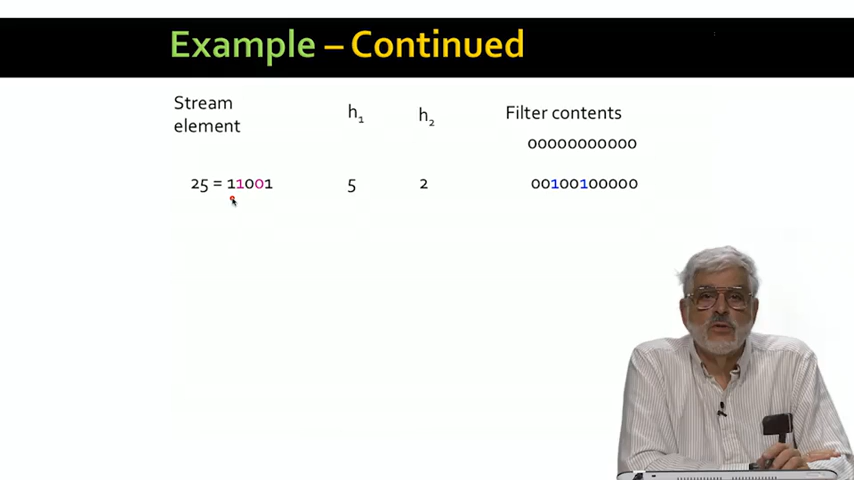 Example – Continued
Stream element h₁ h₂ Filter contents
00000000000
25 = 11001 5 2 00100100000